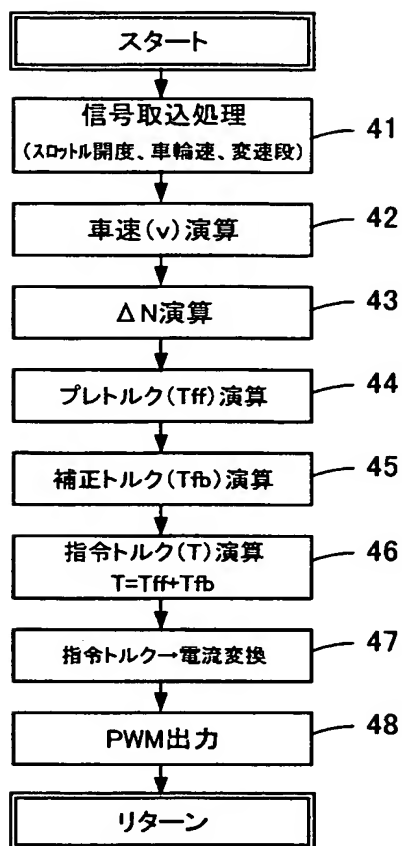 スタート
信号取込処理
(スロットル開度、車輪速、変速段)
41
車速(v)演算
42
ΔN演算
43
プレトルク(Tff)演算
44
補正トルク(Tfb)演算
45
指令トルク(T)演算
T=Tff+Tfb
46
指令トルク→電流変換
47
PWM出力
48
リターン